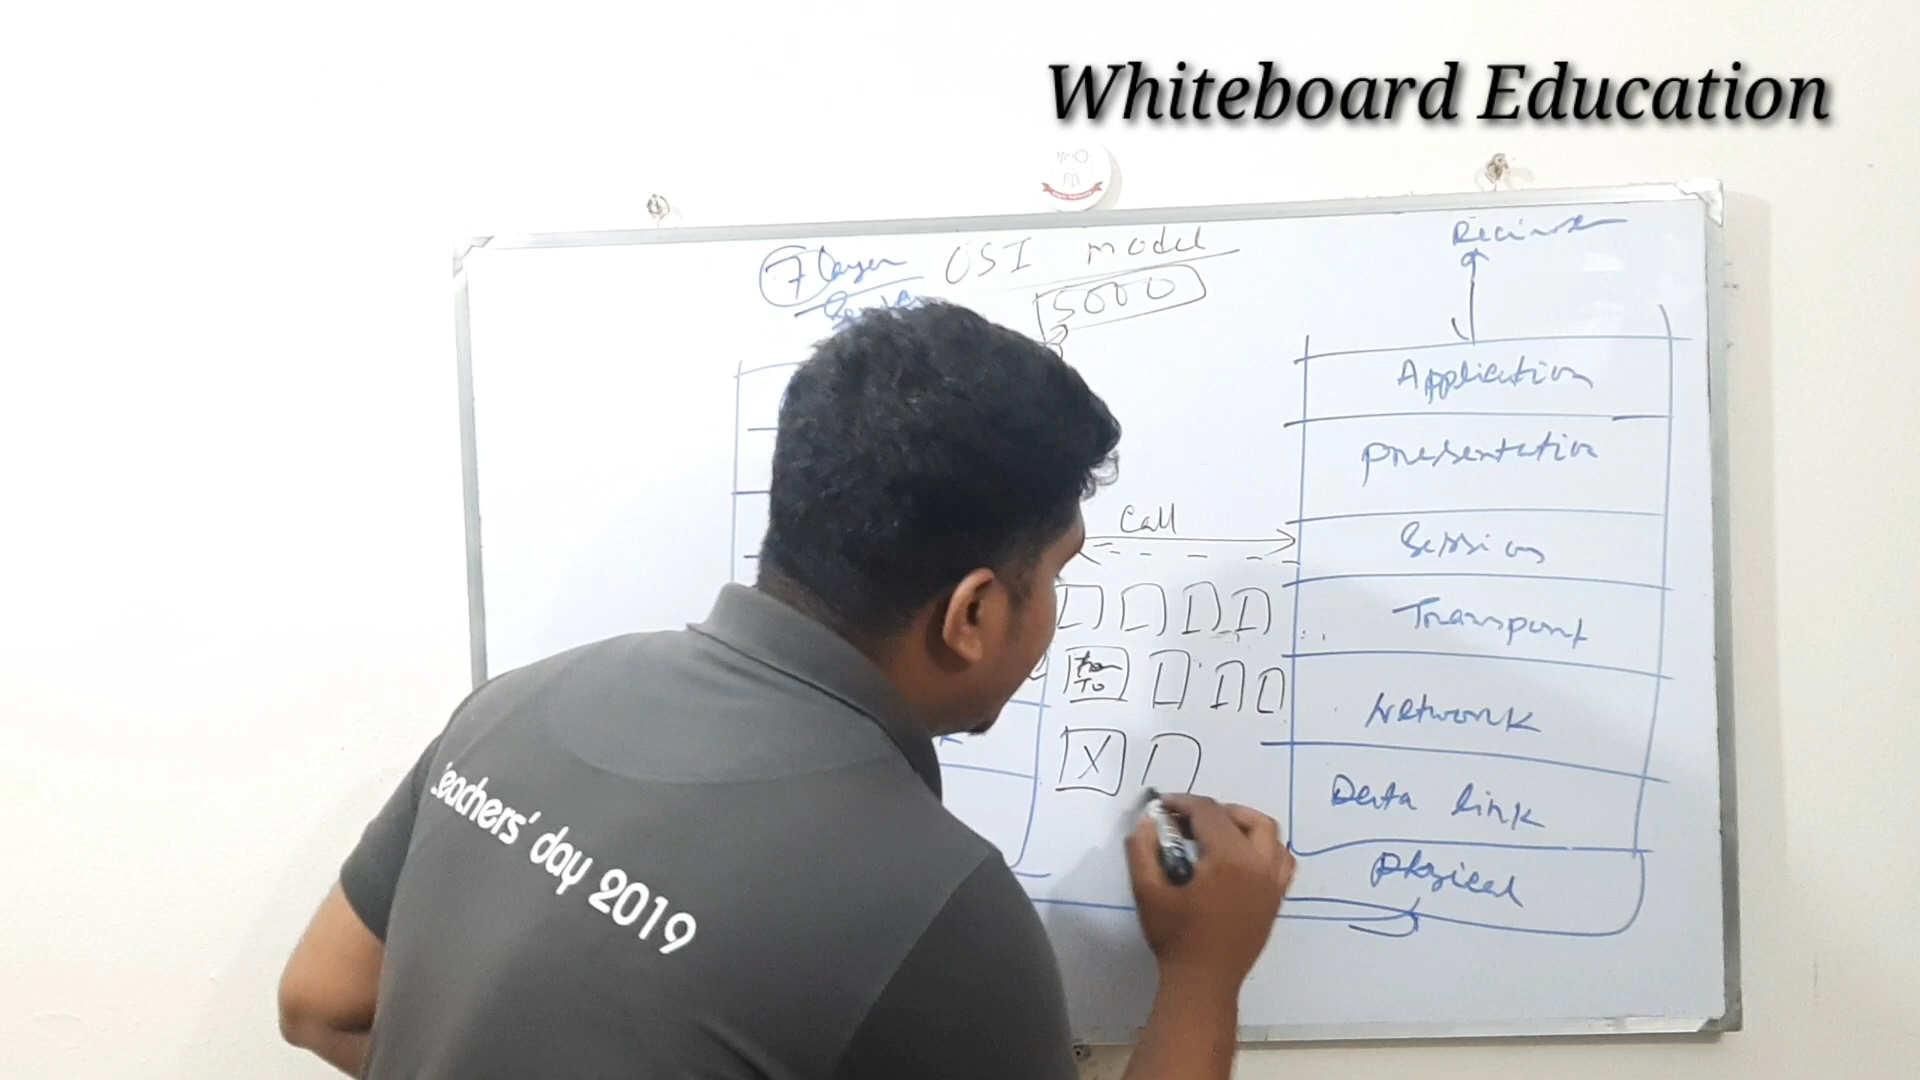 Whiteboard Education
7 layer OSI model
5000
Application
Presentation
Call
Session
Transport
To
Network
X
Data link
Physical
teachers' day 2019